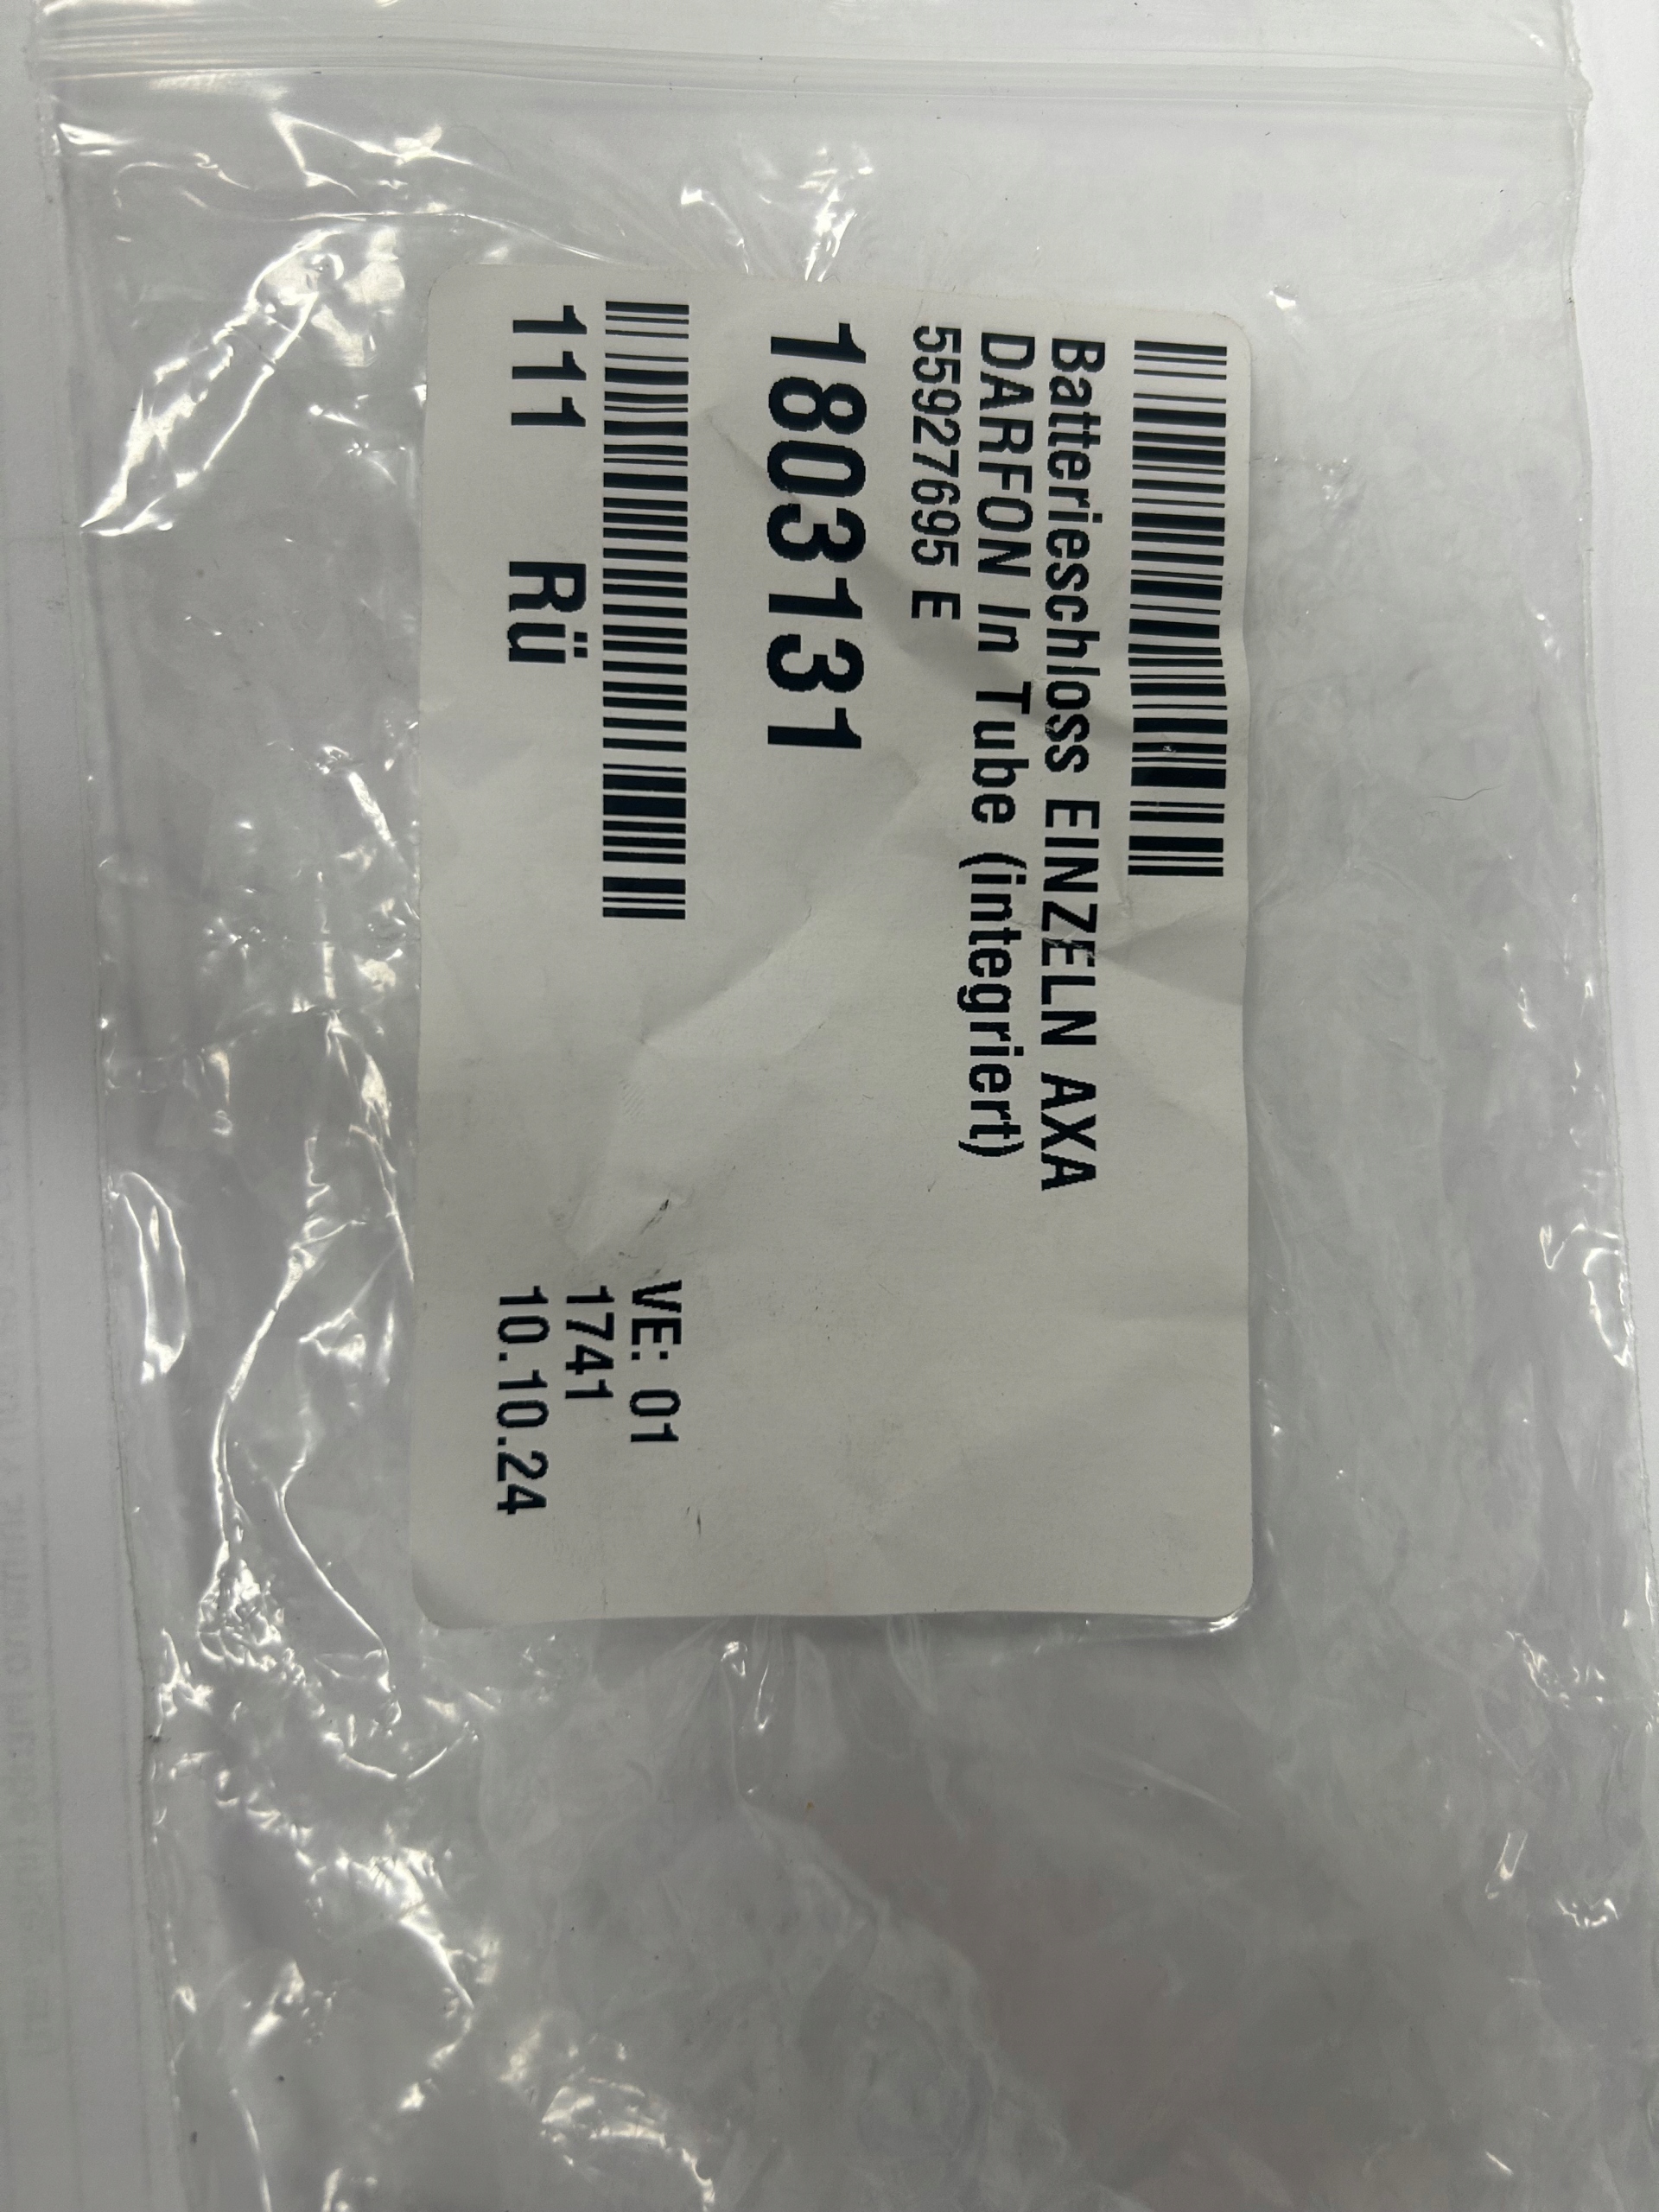 Batterieschloss EINZELN AXA
DARFON In Tube (integriert)
55927695 E
1803131
111 Rü
VE: 01
1741
10.10.24